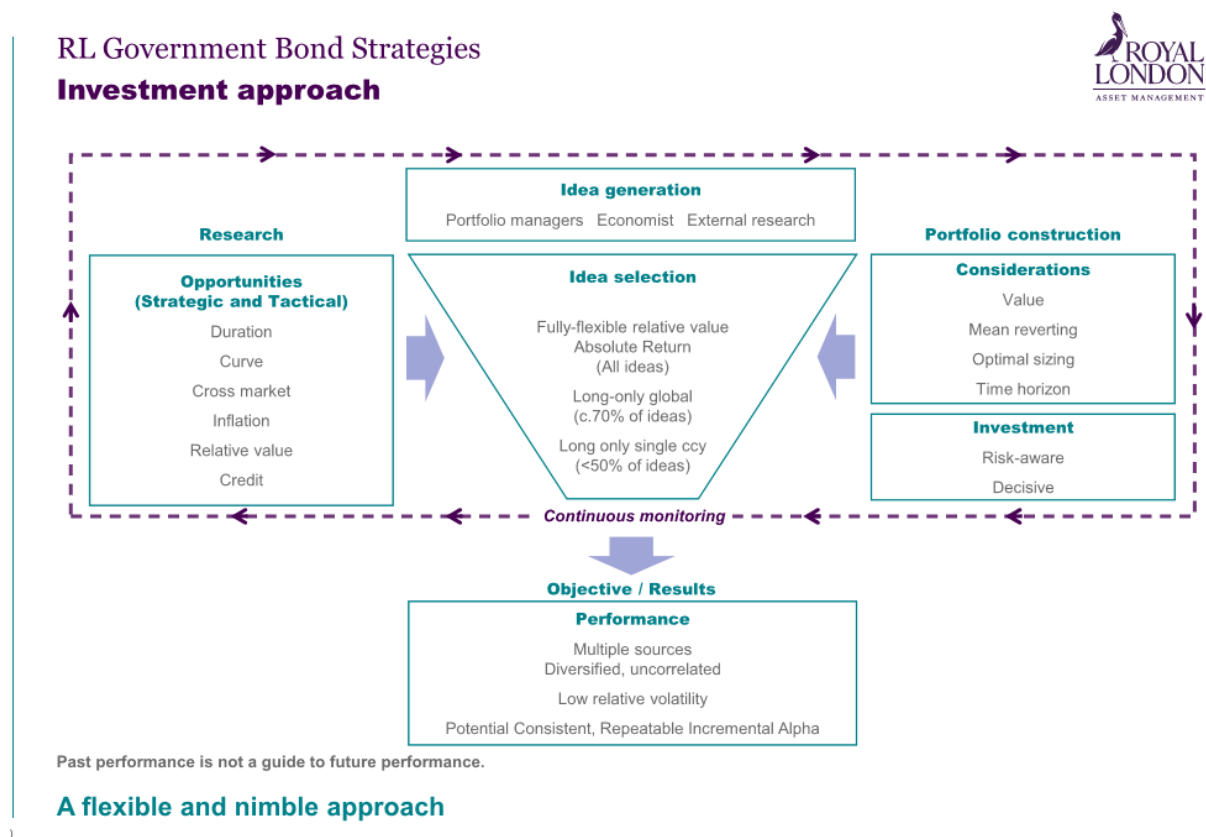 RL Government Bond Strategies
Investment approach
ROYAL
LONDON
ASSET MANAGEMENT
Idea generation
Portfolio managers Economist External research
Research
Opportunities
(Strategic and Tactical)
Duration
Curve
Cross market
Inflation
Relative value
Credit
Idea selection
Fully-flexible relative value
Absolute Return
(All ideas)
Long-only global
(c.70% of ideas)
Long only single ccy
(<50% of ideas)
Portfolio construction
Considerations
Value
Mean reverting
Optimal sizing
Time horizon
Investment
Risk-aware
Decisive
Continuous monitoring
Objective / Results
Performance
Multiple sources
Diversified, uncorrelated
Low relative volatility
Potential Consistent, Repeatable Incremental Alpha
Past performance is not a guide to future performance.
A flexible and nimble approach